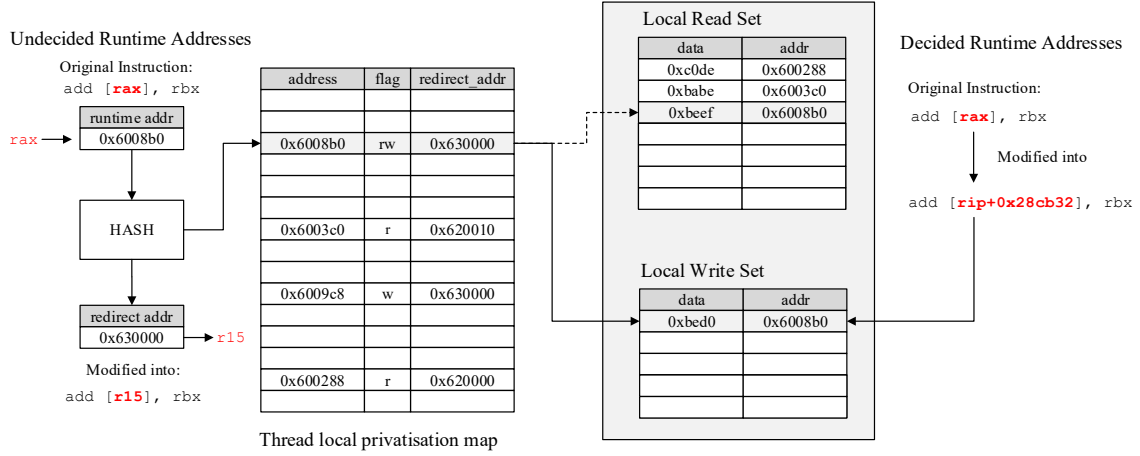 Undecided Runtime Addresses
Original Instruction:
add [rax], rbx
runtime addr
rax
0x6008b0
HASH
redirect addr
0x630000
r15
Modified into:
add [r15], rbx
address flag redirect_addr
0x6008b0 rw 0x630000
0x6003c0 r 0x620010
0x6009c8 w 0x630000
0x600288 r 0x620000
Thread local privatisation map
Local Read Set
data addr
0xc0de 0x600288
0xbabe 0x6003c0
0xbeef 0x6008b0
Local Write Set
data addr
0xbed0 0x6008b0
Decided Runtime Addresses
Original Instruction:
add [rax], rbx
Modified into
add [rip+0x28cb32], rbx